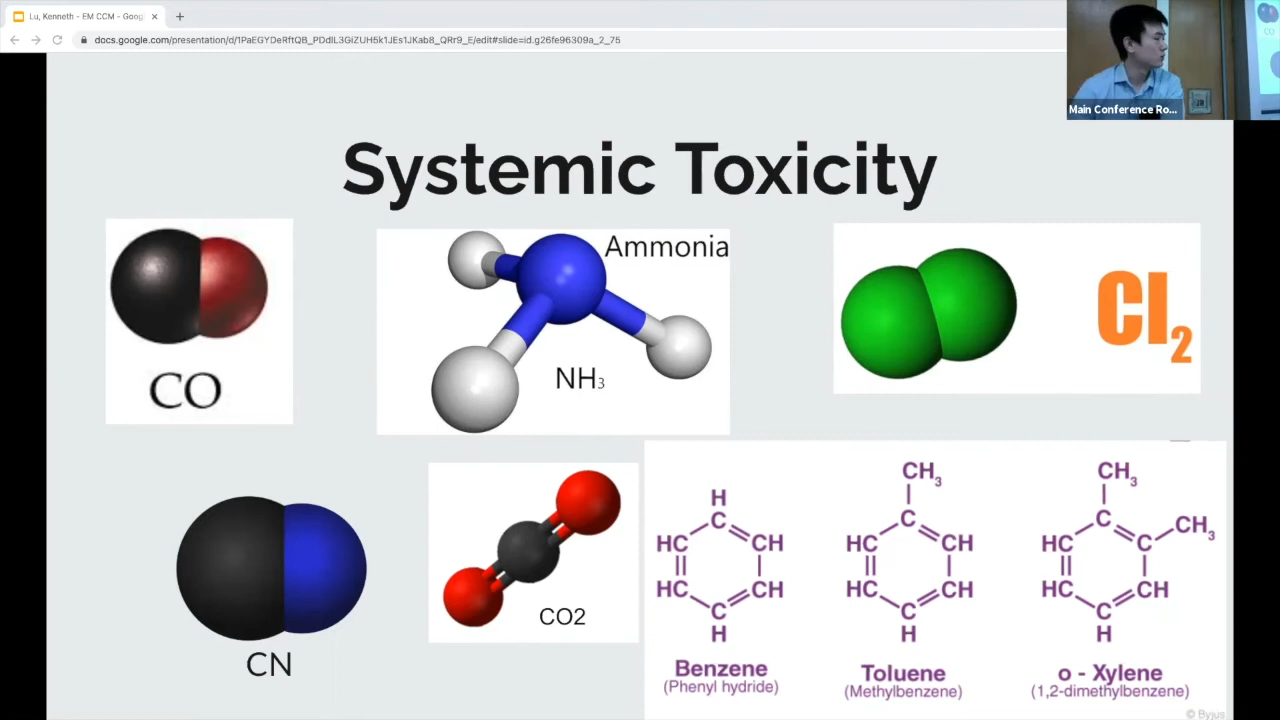 Lu, Kenneth - EM CCM - Goog
docs.google.com/presentation/d/1PaEGYDeRftQB_PDdlL3GiZUH5k1JEs1JKab8_QRr9_E/edit#slide=id.g26fe96309a_2_75
Main Conference Ro...
Systemic Toxicity
CO
Ammonia
NH3
Cl2
CN
CO2
CH3
H
C
HC
CH
HC
CH
C
H
Benzene
(Phenyl hydride)
C
HC
CH
HC
CH
C
H
Toluene
(Methylbenzene)
CH3
C
CH3
HC
C
HC
CH
C
H
o - Xylene
(1,2-dimethylbenzene)
© Byjus